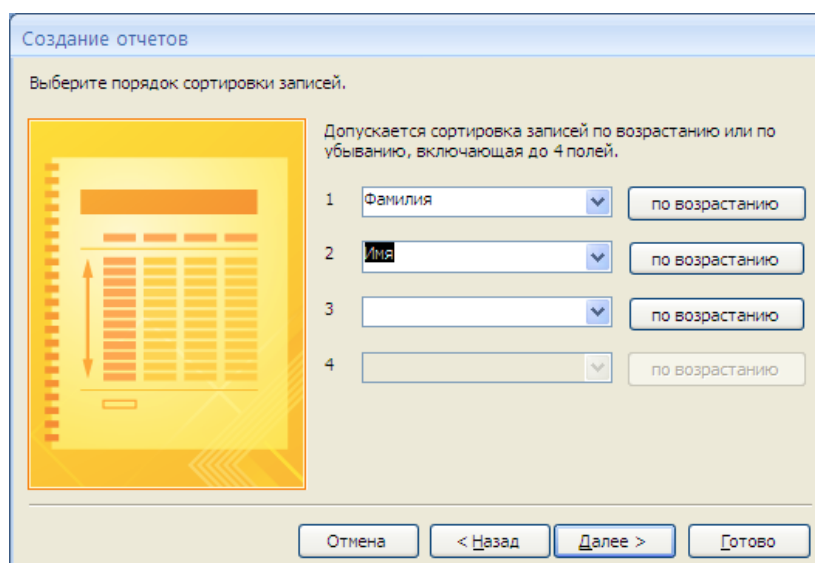 Создание отчетов
Выберите порядок сортировки записей.
Допускается сортировка записей по возрастанию или по
убыванию, включающая до 4 полей.
1 Фамилия по возрастанию
2 Имя по возрастанию
3 по возрастанию
4 по возрастанию
Отмена < Назад Далее > Готово